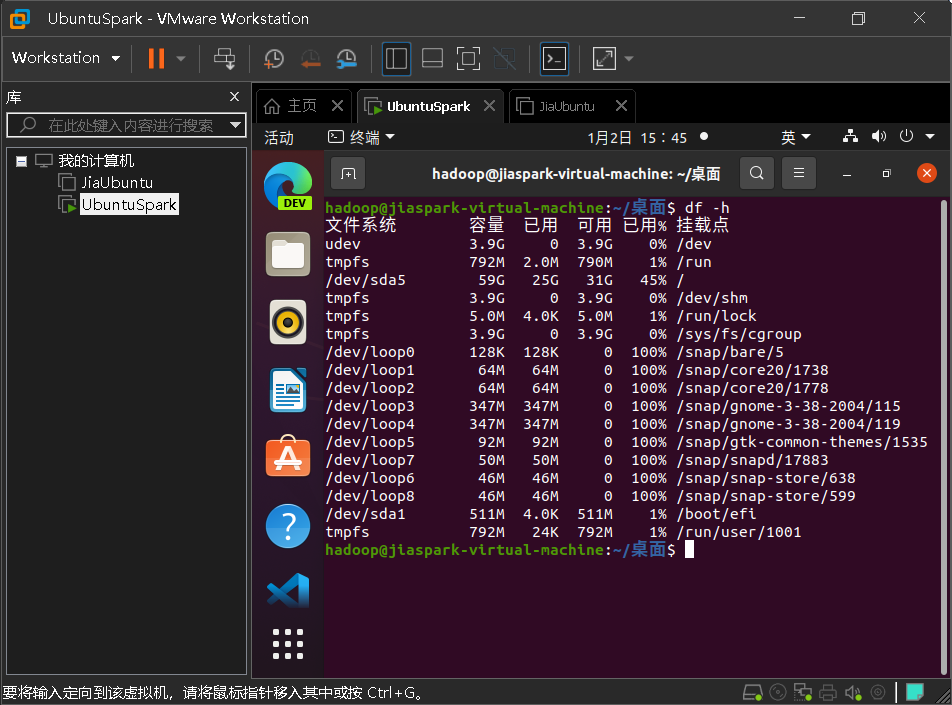 UbuntuSpark - VMware Workstation
Workstation
库
主页
UbuntuSpark
JiaUbuntu
在此处键入内容进行搜索
活动
终端
1月2日 15：45
英
我的计算机
JiaUbuntu
UbuntuSpark
DEV
hadoop@jiaspark-virtual-machine: ~/桌面
hadoop@jiaspark-virtual-machine:~/桌面$ df -h
文件系统 容量 已用 可用 已用% 挂载点
udev 3.9G 0 3.9G 0% /dev
tmpfs 792M 2.0M 790M 1% /run
/dev/sda5 59G 25G 31G 45% /
tmpfs 3.9G 0 3.9G 0% /dev/shm
tmpfs 5.0M 4.0K 5.0M 1% /run/lock
tmpfs 3.9G 0 3.9G 0% /sys/fs/cgroup
/dev/loop0 128K 128K 0 100% /snap/bare/5
/dev/loop1 64M 64M 0 100% /snap/core20/1738
/dev/loop2 64M 64M 0 100% /snap/core20/1778
/dev/loop3 347M 347M 0 100% /snap/gnome-3-38-2004/115
/dev/loop4 347M 347M 0 100% /snap/gnome-3-38-2004/119
/dev/loop5 92M 92M 0 100% /snap/gtk-common-themes/1535
/dev/loop7 50M 50M 0 100% /snap/snapd/17883
/dev/loop6 46M 46M 0 100% /snap/snap-store/638
/dev/loop8 46M 46M 0 100% /snap/snap-store/599
/dev/sda1 511M 4.0K 511M 1% /boot/efi
tmpfs 792M 24K 792M 1% /run/user/1001
hadoop@jiaspark-virtual-machine:~/桌面$
要将输入定向到该虚拟机，请将鼠标指针移入其中或按 Ctrl+G。